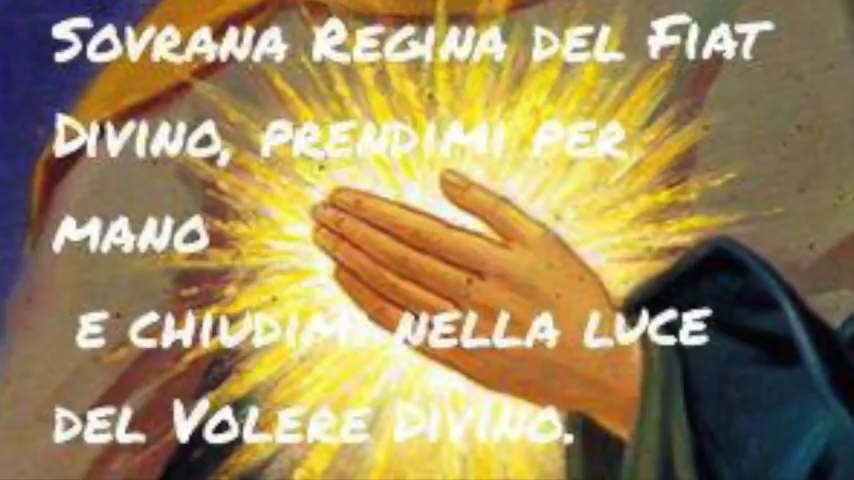 Sovrana Regina del Fiat
Divino, prendimi per
mano
e chiudimi nella luce
del Volere Divino.